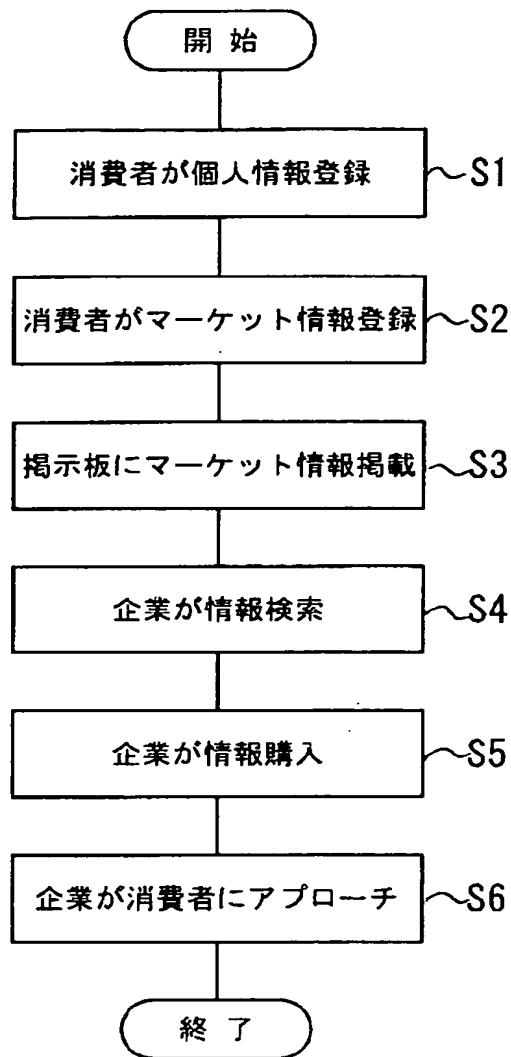 開始
消費者が個人情報登録 S1
消費者がマーケット情報登録 S2
掲示板にマーケット情報掲載 S3
企業が情報検索 S4
企業が情報購入 S5
企業が消費者にアプローチ S6
終了